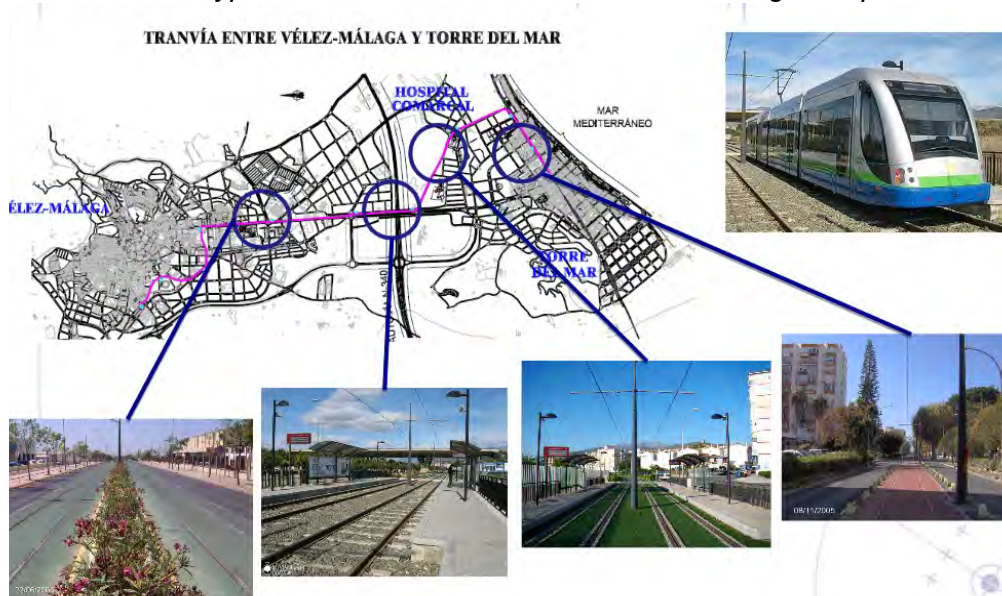 TRANVÍA ENTRE VÉLEZ-MÁLAGA Y TORRE DEL MAR
HOSPITAL
COMARCAL
MAR
MEDITERRÁNEO
ÉLEZ-MÁLAGA
TORRE
DEL MAR
08/11/2005